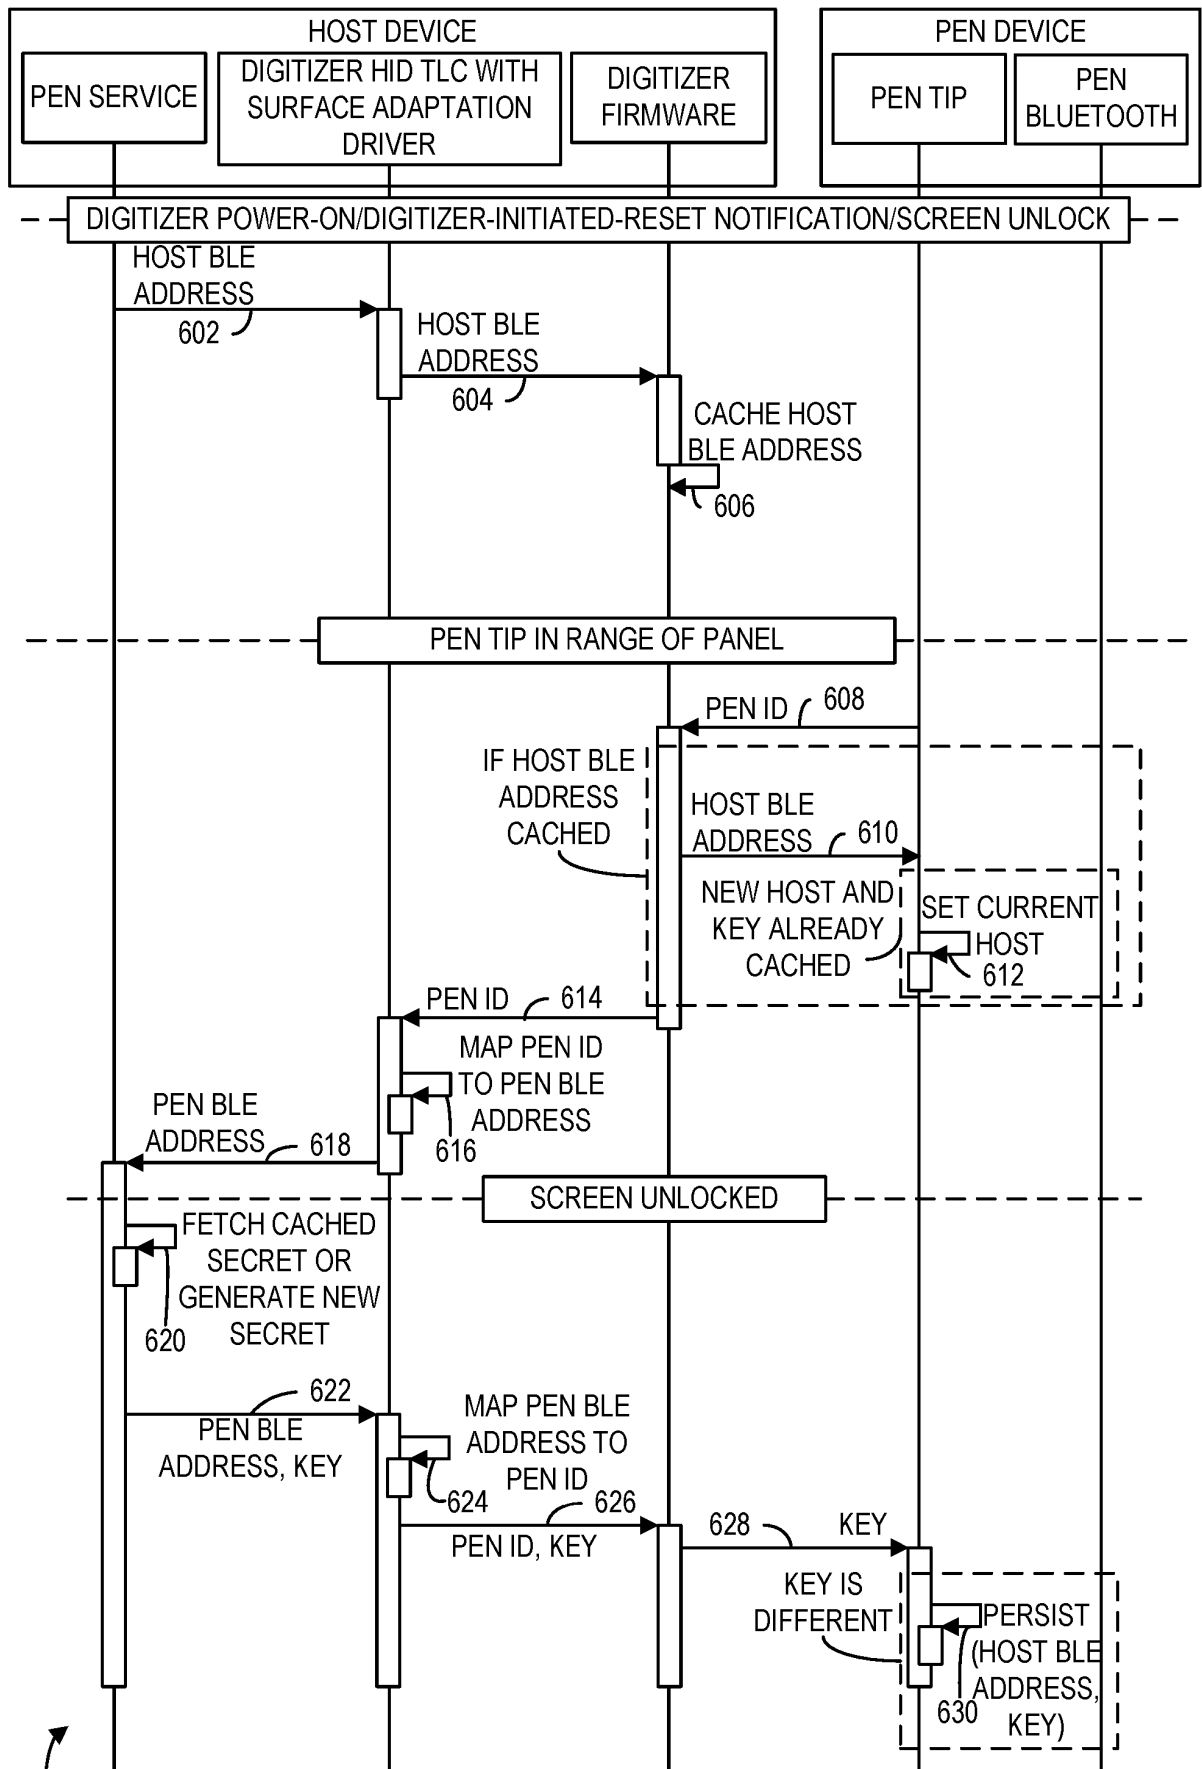 HOST DEVICE
PEN DEVICE
PEN SERVICE
DIGITIZER HID TLC WITH
SURFACE ADAPTATION
DRIVER
DIGITIZER
FIRMWARE
PEN TIP
PEN
BLUETOOTH
DIGITIZER POWER-ON/DIGITIZER-INITIATED-RESET NOTIFICATION/SCREEN UNLOCK
HOST BLE
ADDRESS
602
HOST BLE
ADDRESS
604
CACHE HOST
BLE ADDRESS
606
PEN TIP IN RANGE OF PANEL
PEN ID
608
IF HOST BLE
ADDRESS
CACHED
HOST BLE
ADDRESS
610
NEW HOST AND
KEY ALREADY
CACHED
SET CURRENT
HOST
612
PEN ID
614
MAP PEN ID
TO PEN BLE
ADDRESS
616
PEN BLE
ADDRESS
618
SCREEN UNLOCKED
FETCH CACHED
SECRET OR
GENERATE NEW
SECRET
620
622
PEN BLE
ADDRESS, KEY
MAP PEN BLE
ADDRESS TO
PEN ID
624
626
PEN ID, KEY
628
KEY
KEY IS
DIFFERENT
PERSIST
(HOST BLE
ADDRESS,
KEY)
630